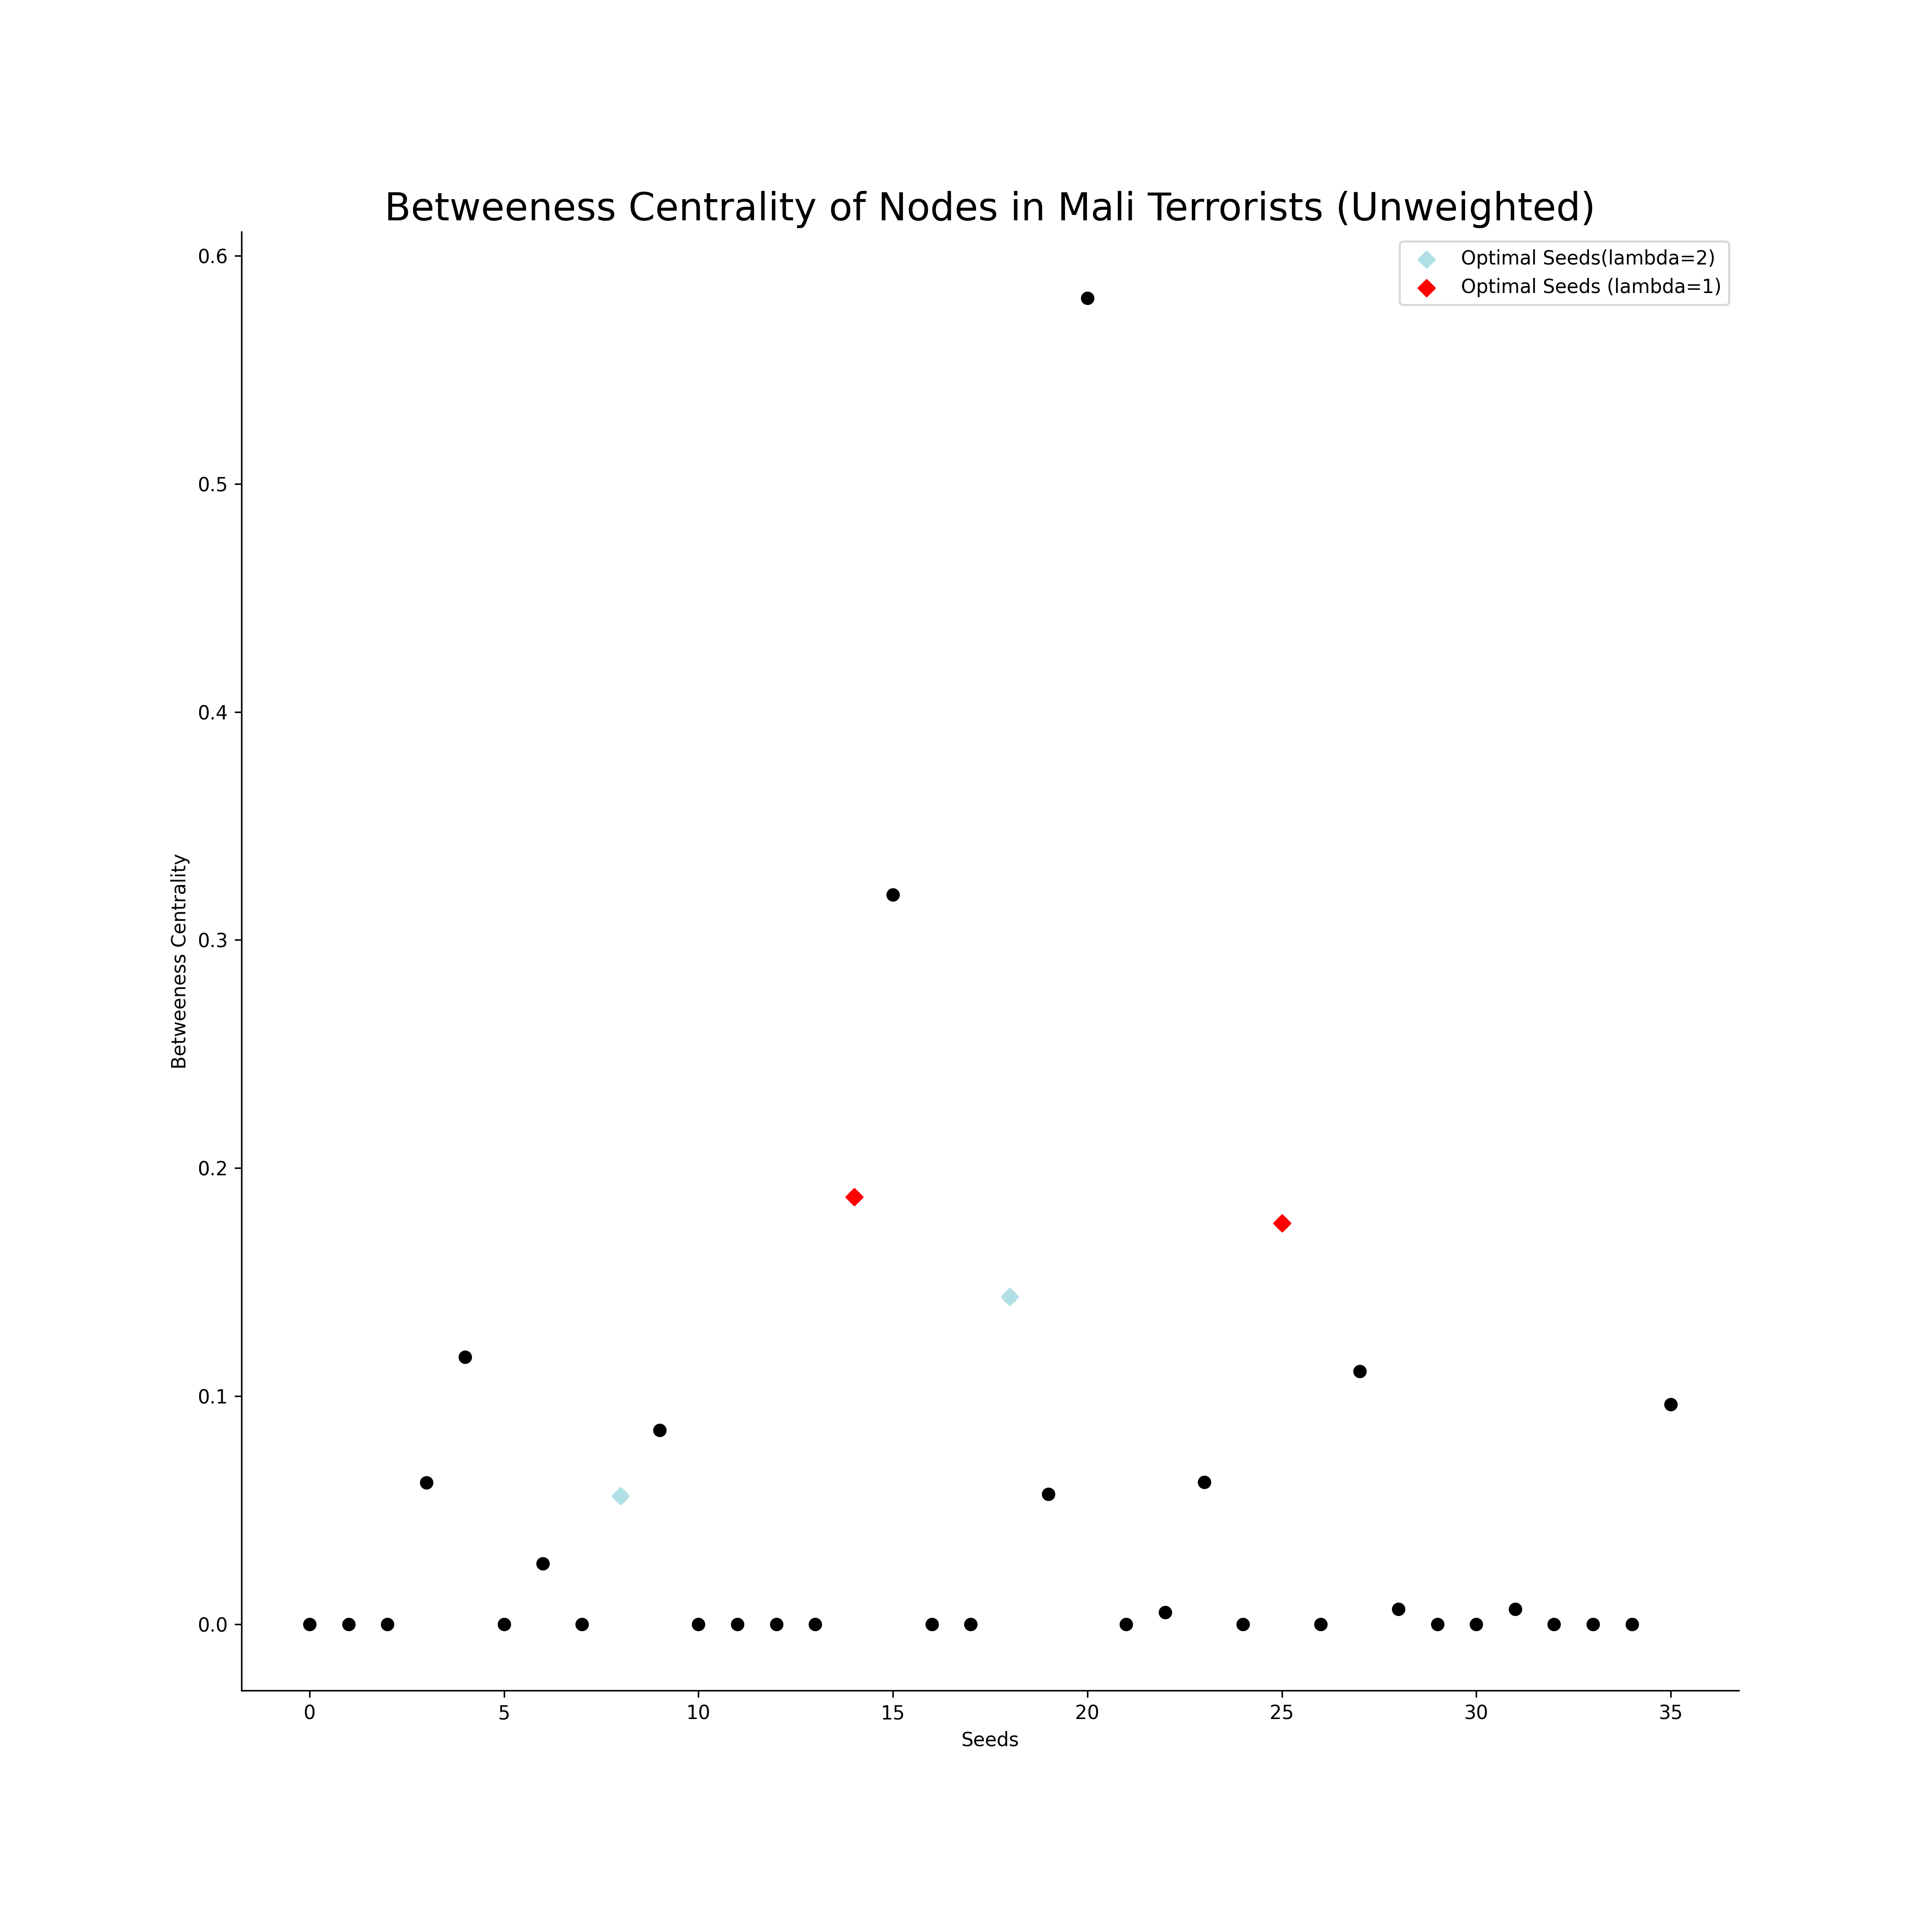 Betweeness Centrality of Nodes in Mali Terrorists (Unweighted)
Optimal Seeds(lambda=2)
Optimal Seeds (lambda=1)
0.6
0.5
0.4
0.3
0.2
0.1
0.0
Betweeness Centrality
0 5 10 15 20 25 30 35
Seeds